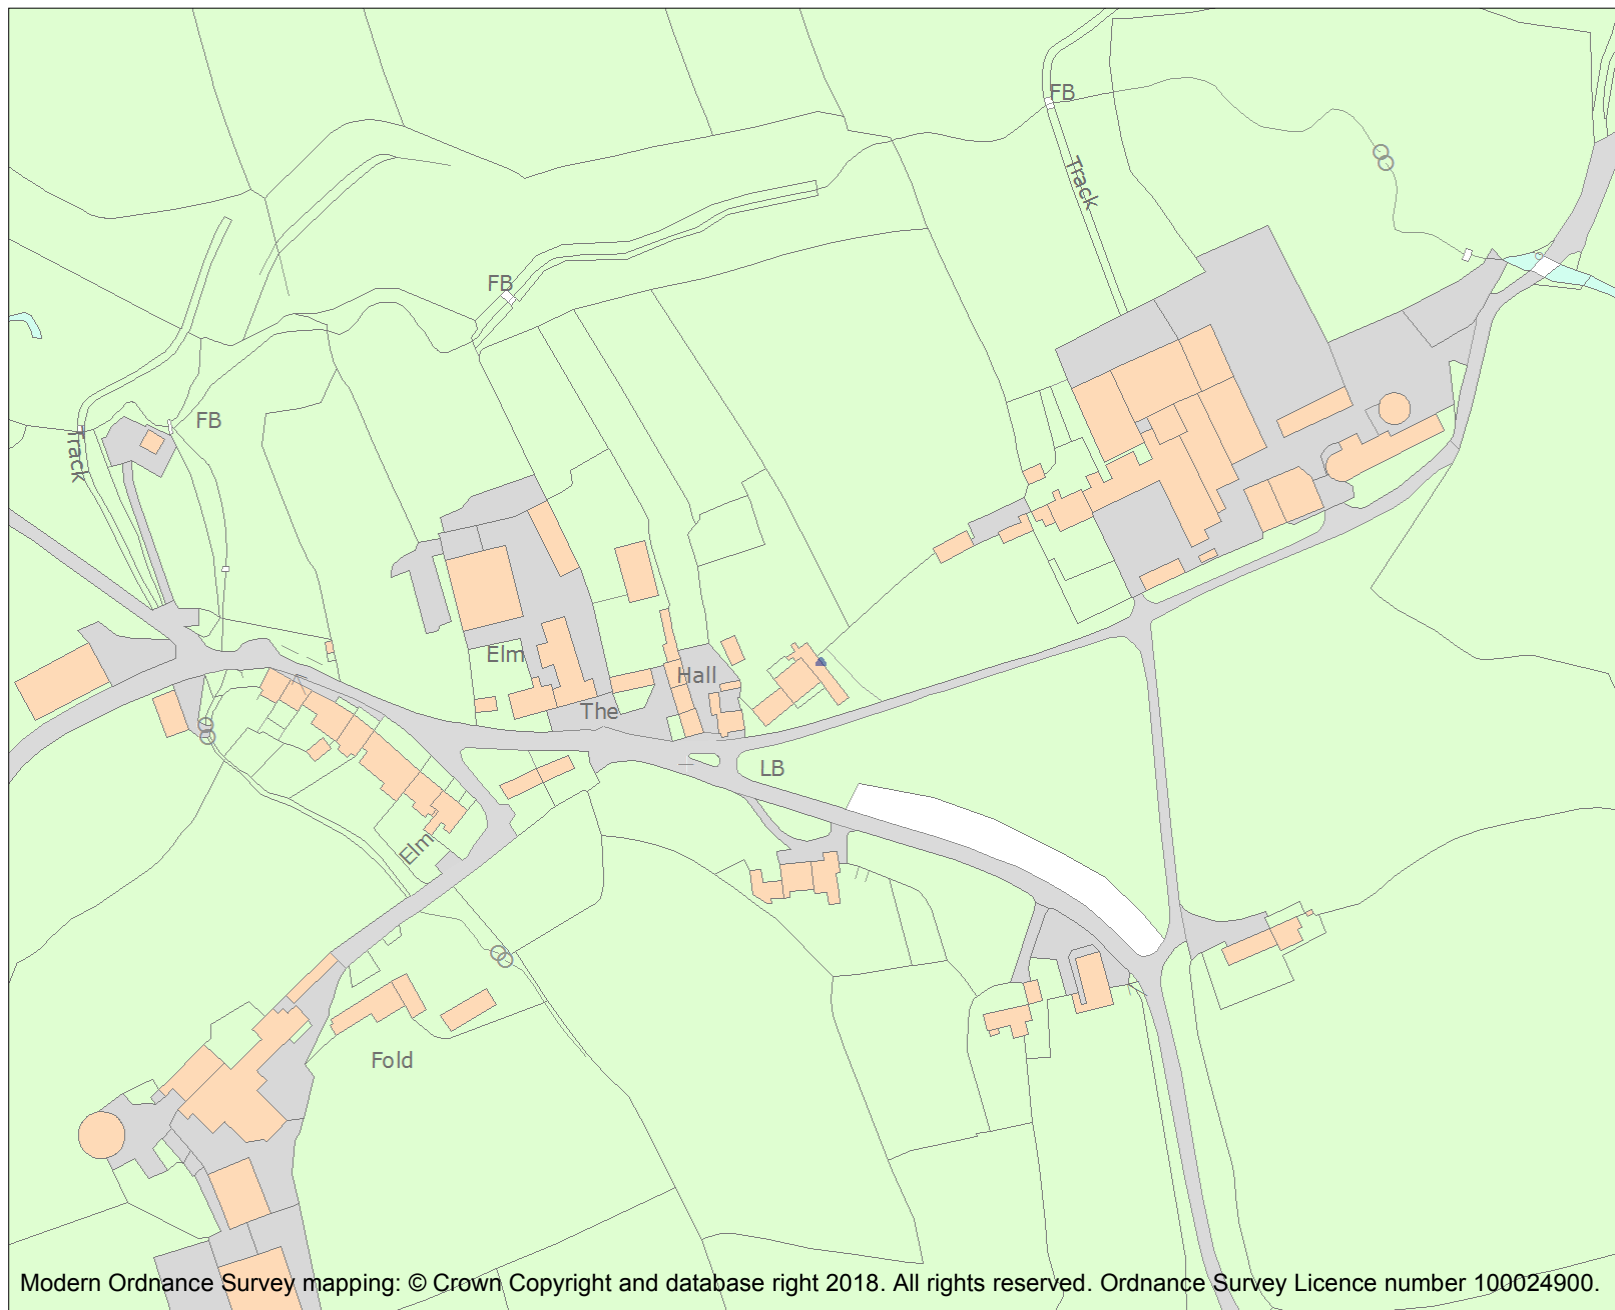 FB
Track
FB
FB
Track
Elm
Hall
The
LB
Elm
Fold
Modern Ordnance Survey mapping: © Crown Copyright and database right 2018. All rights reserved. Ordnance Survey Licence number 100024900.